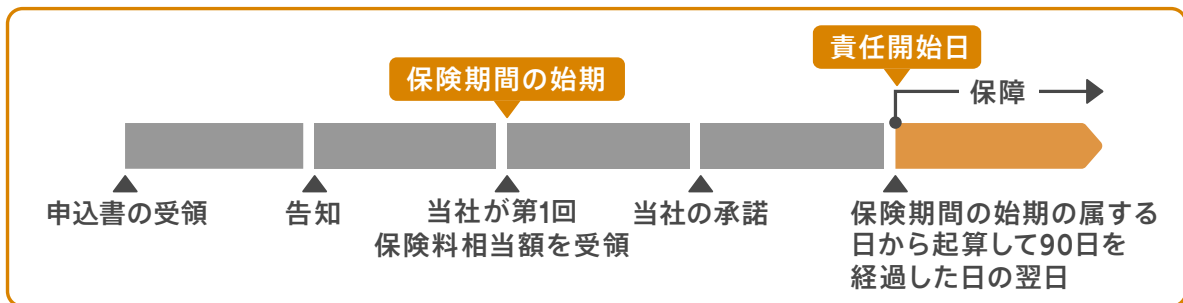 責任開始日
保険期間の始期
保障
申込書の受領
告知
当社が第1回
保険料相当額を受領
当社の承諾
保険期間の始期の属する
日から起算して90日を
経過した日の翌日